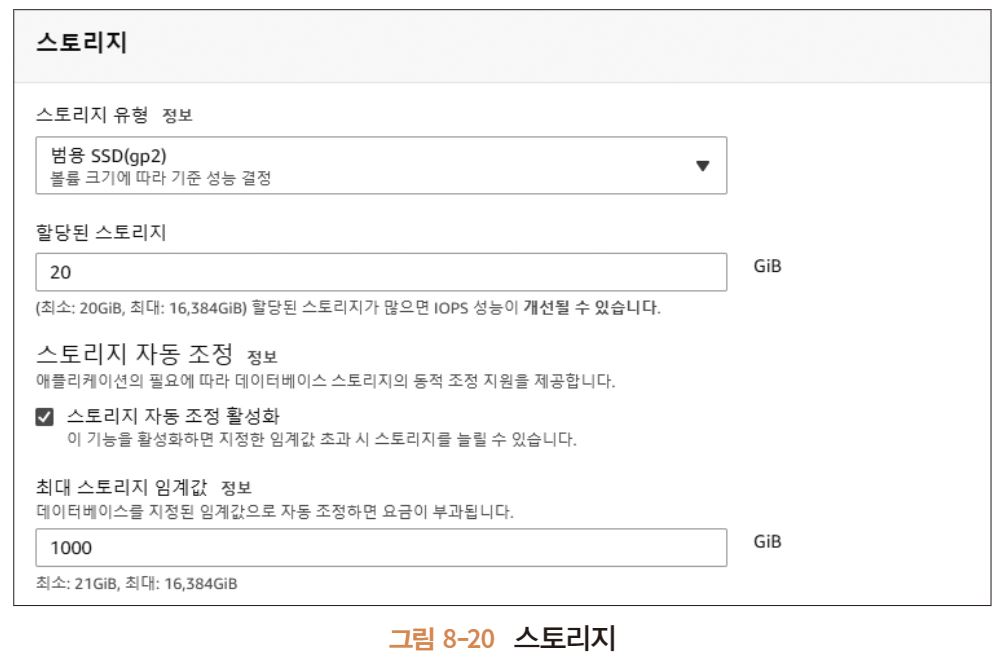 스토리지
스토리지 유형 정보
범용 SSD(gp2)
볼륨 크기에 따라 기준 성능 결정
할당된 스토리지
20
GiB
(최소: 20GiB, 최대: 16,384GiB) 할당된 스토리지가 많으면 IOPS 성능이 개선될 수 있습니다.
스토리지 자동 조정 정보
애플리케이션의 필요에 따라 데이터베이스 스토리지의 동적 조정 지원을 제공합니다.
스토리지 자동 조정 활성화
이 기능을 활성화하면 지정한 임계값 초과 시 스토리지를 늘릴 수 있습니다.
최대 스토리지 임계값 정보
데이터베이스를 지정된 임계값으로 자동 조정하면 요금이 부과됩니다.
1000
GiB
최소: 21GiB, 최대: 16,384GiB
그림 8-20 스토리지